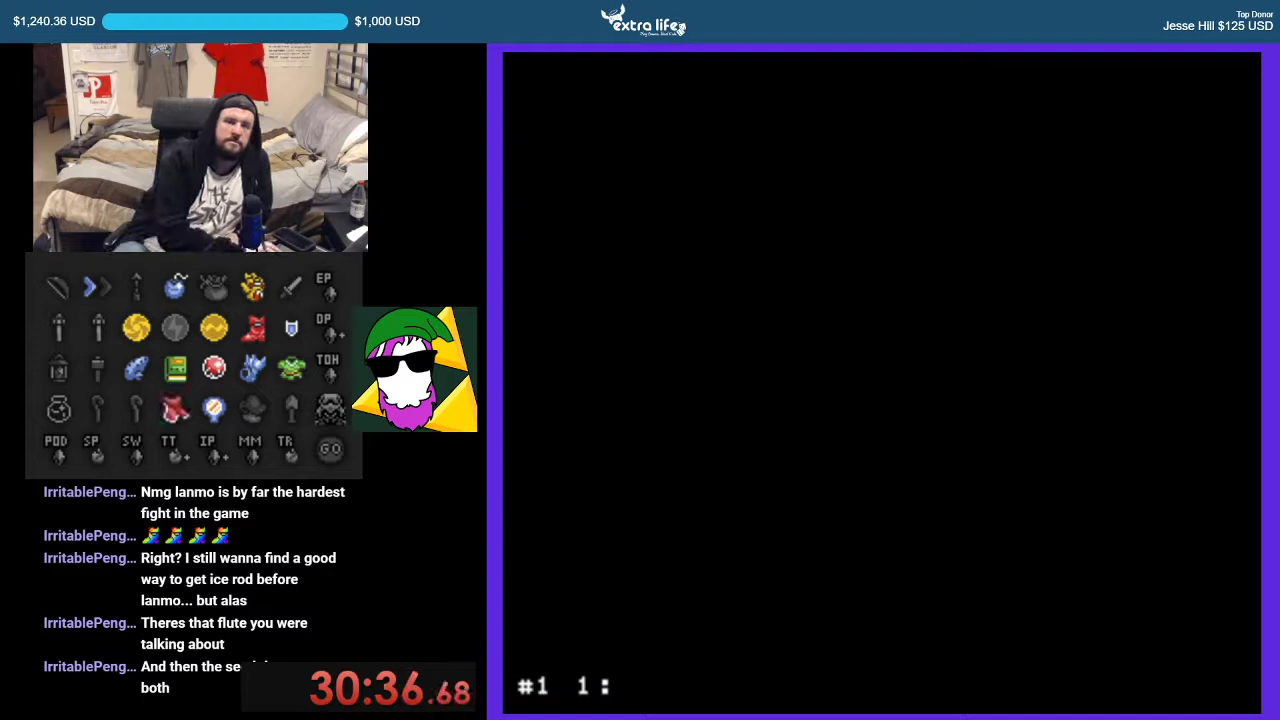 $1,240.36 USD
$1,000 USD
extra life
Top Donor
Jesse Hill $125 USD
EP
DP
TOH
POD SP SW TT IP MM TR GO
IrritablePeng... Nmg lanmo is by far the hardest
fight in the game
IrritablePeng...
IrritablePeng... Right? I still wanna find a good
way to get ice rod before
lanmo... but alas
IrritablePeng... Theres that flute you were
talking about
IrritablePeng... And then the
both
30:36.68
#1 1: